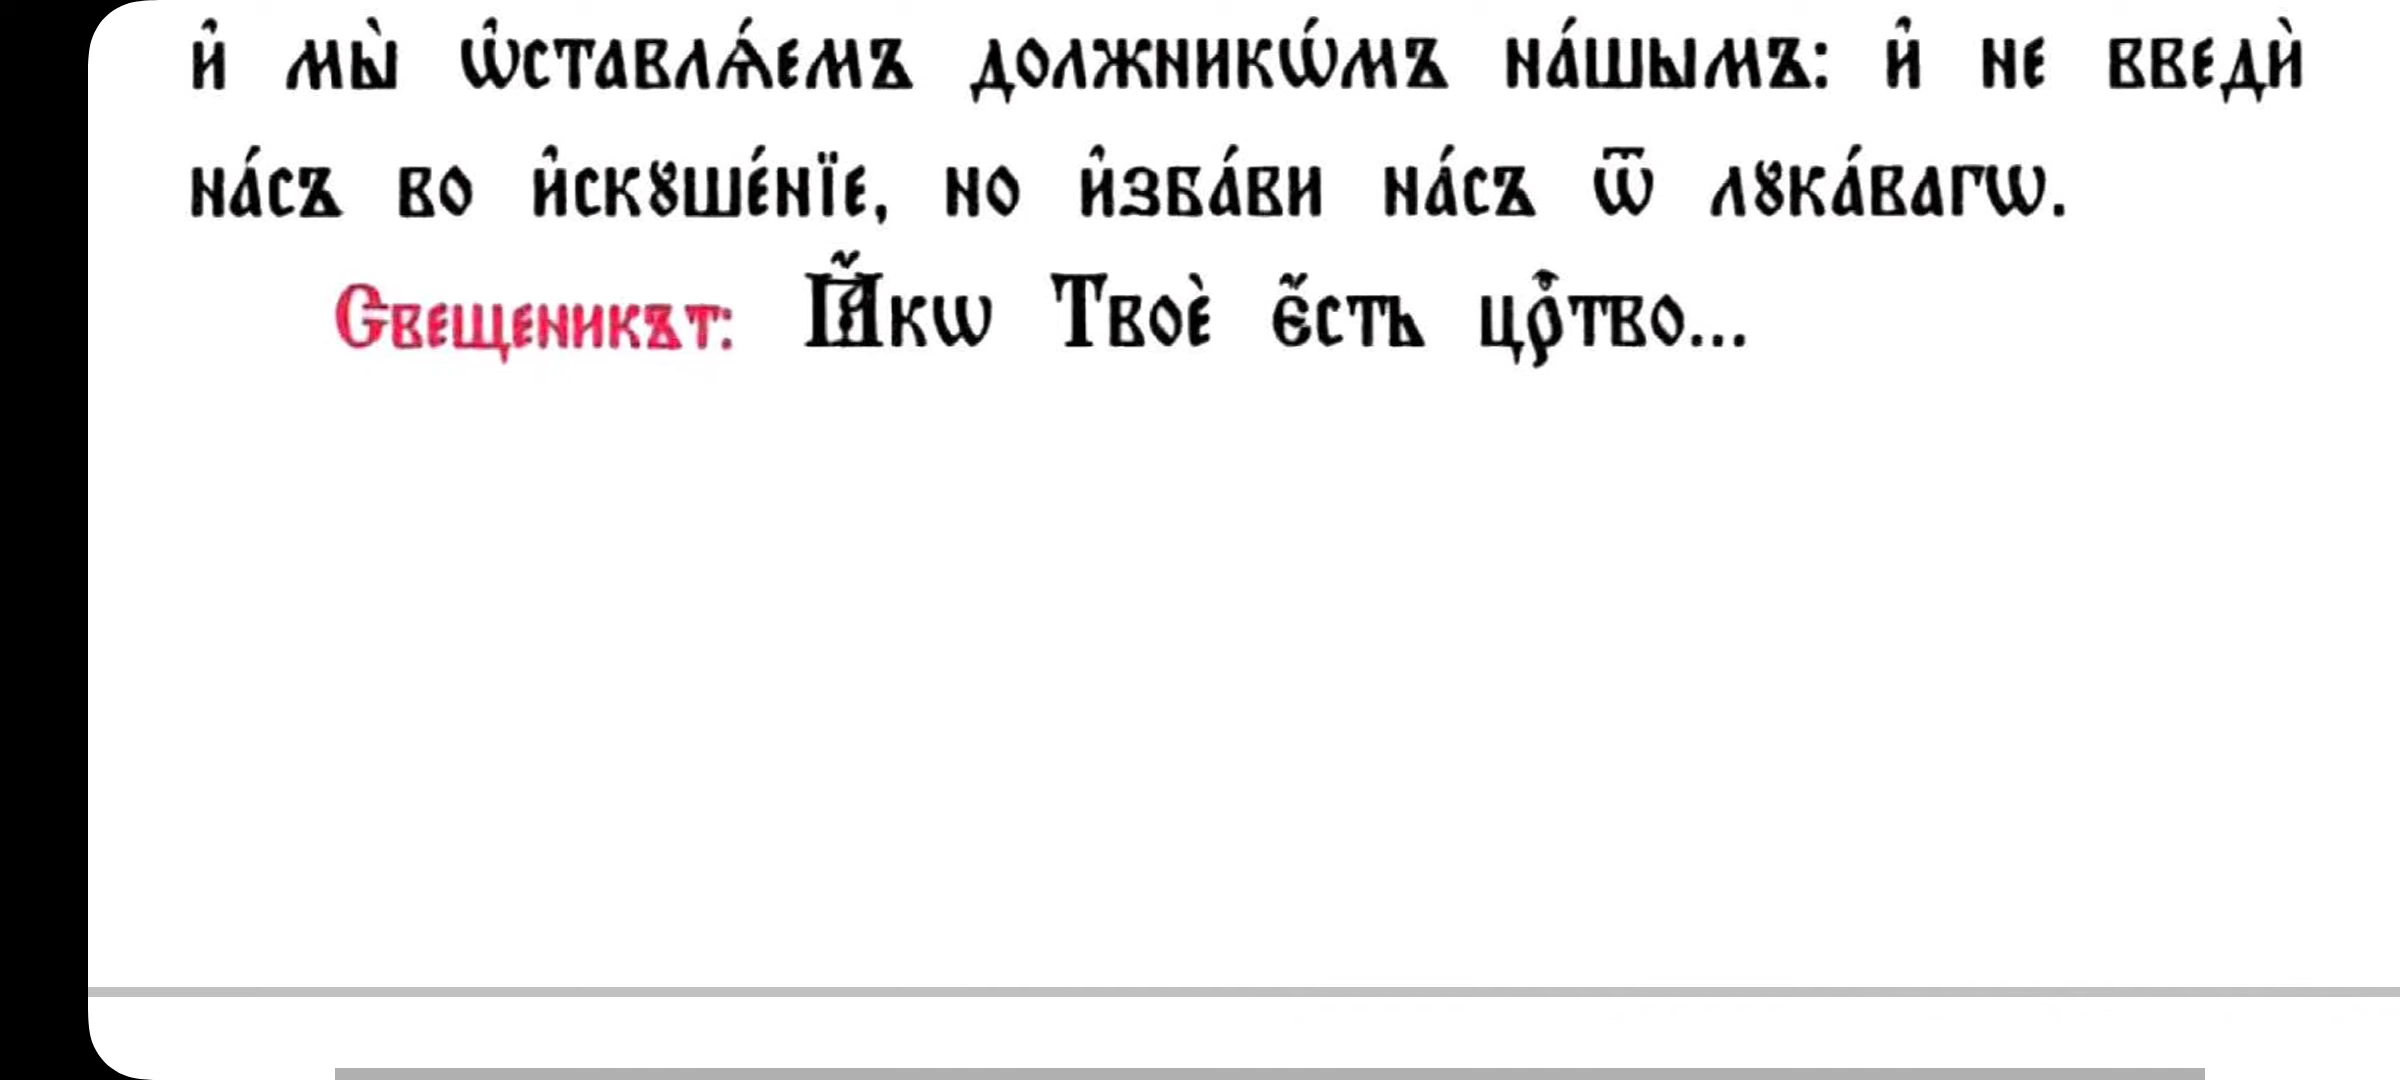 и҆ мы̀ ѡ҆ставлѧ́емъ должникѡ́мъ на́шымъ: и҆ не введѝ
на́съ во и҆скꙋше́нїе, но и҆зба́ви на́съ ѿ лꙋка́вагѡ.
Свещеникът: Ꙗ҆́кѡ Твоѐ є҆́сть црⷭ҇тво...